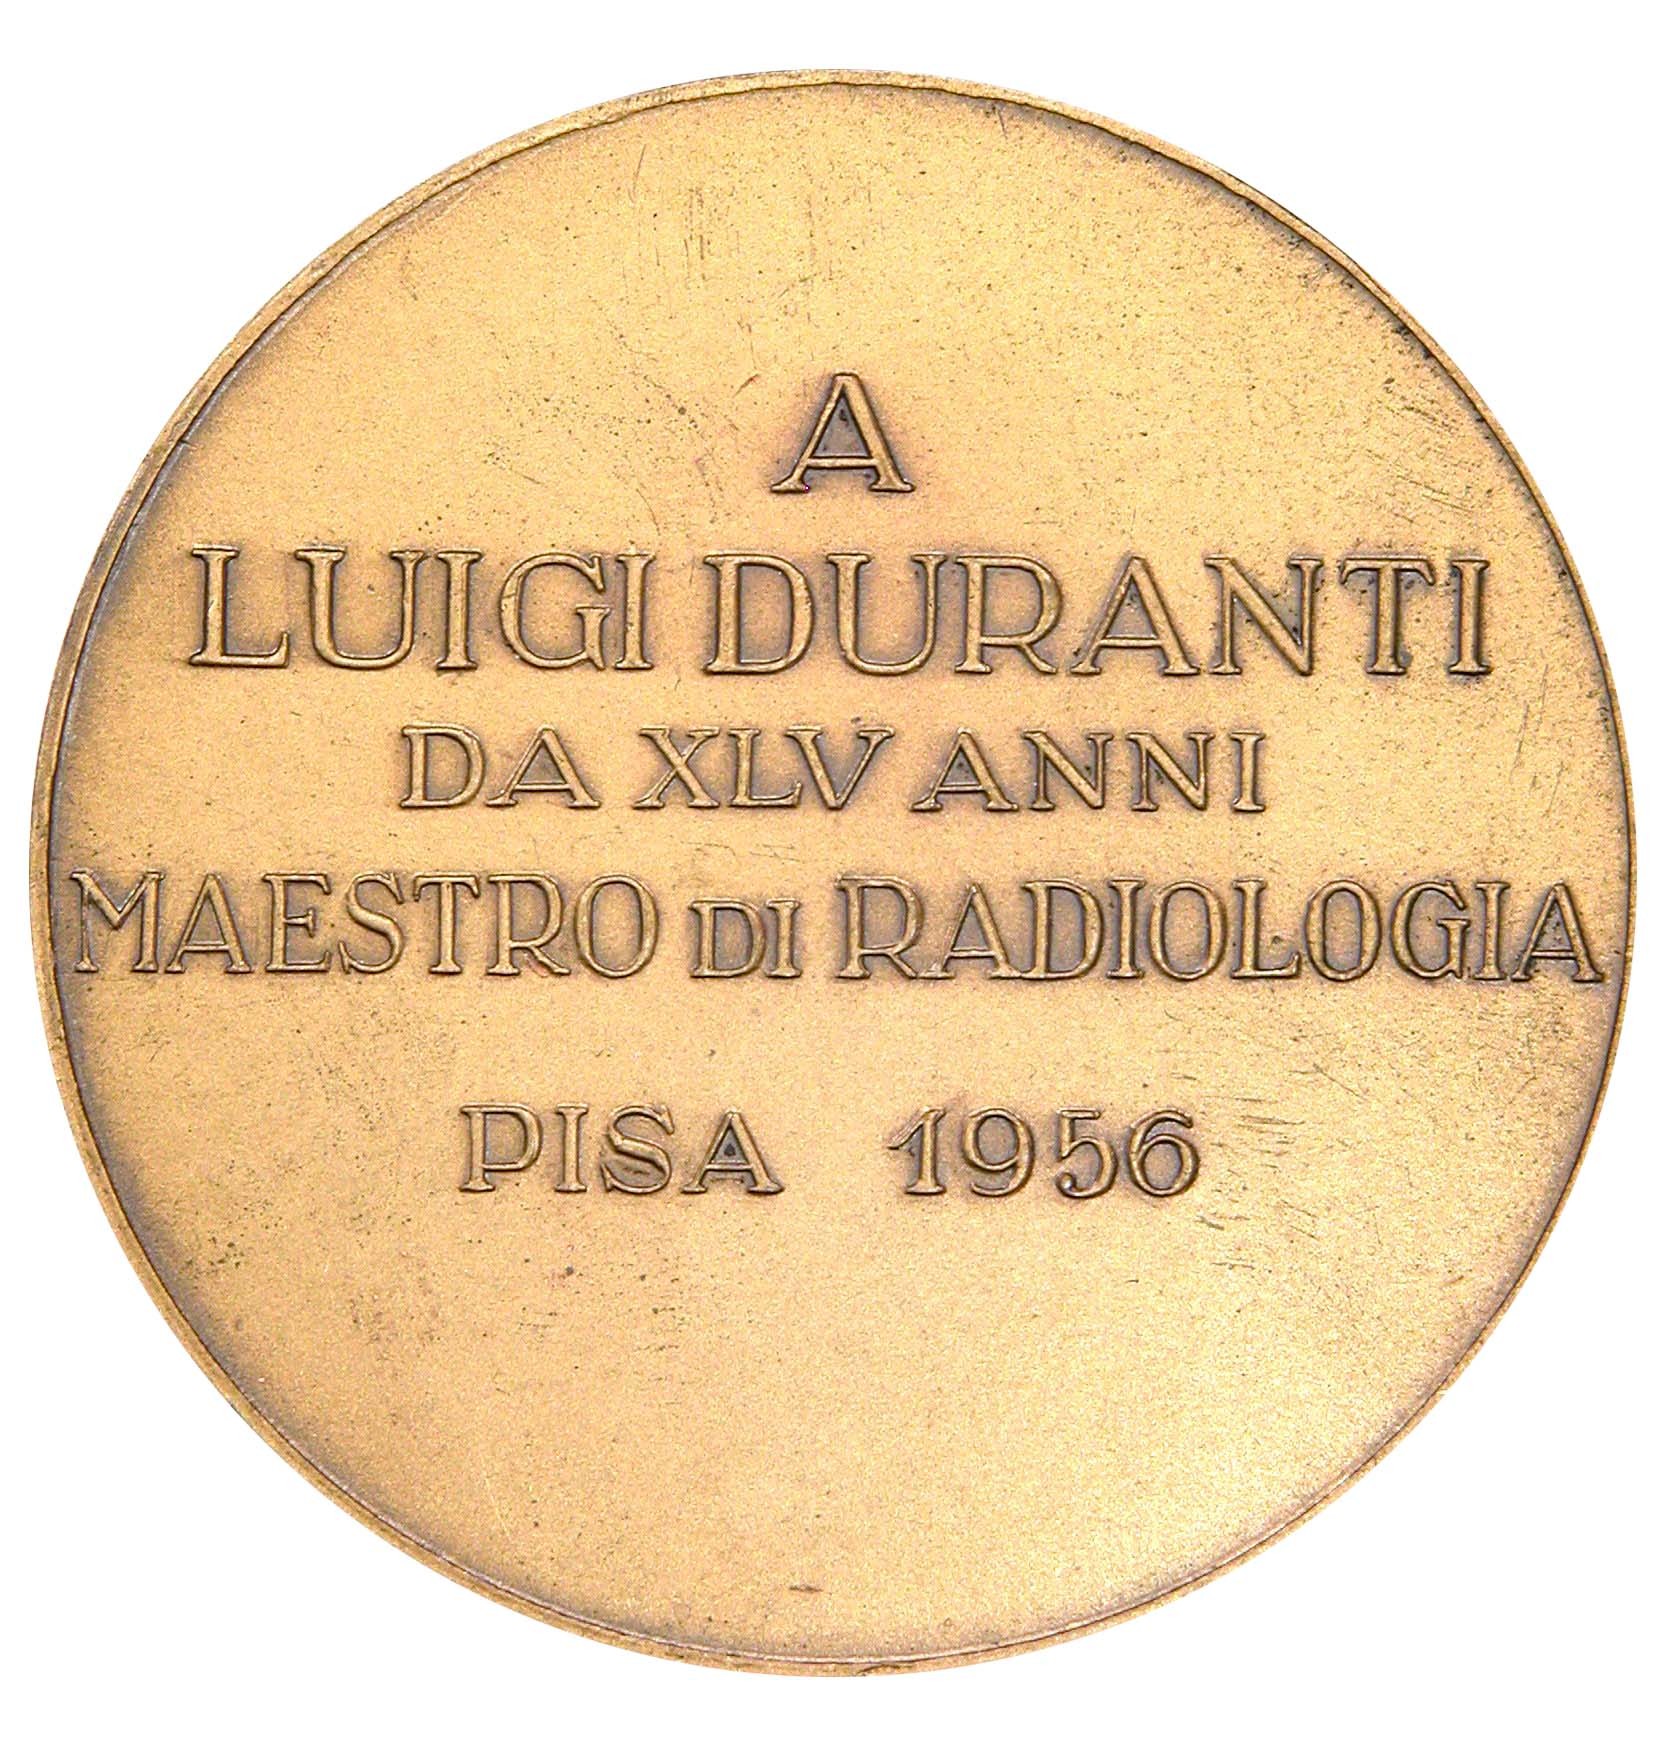 A
LUIGI DURANTI
DA XLV ANNI
MAESTRO DI RADIOLOGIA
PISA 1956